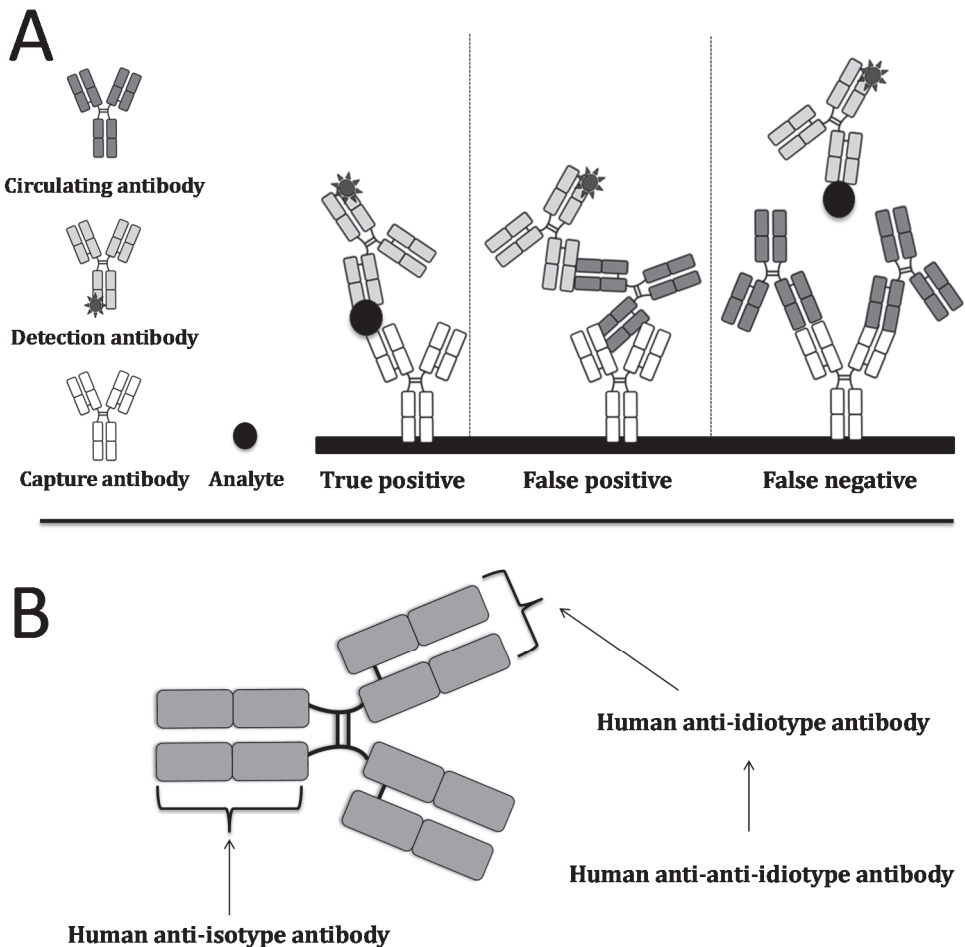 A
Circulating antibody
Detection antibody
Capture antibody
Analyte
True positive
False positive
False negative
B
Human anti-idiotype antibody
Human anti-anti-idiotype antibody
Human anti-isotype antibody